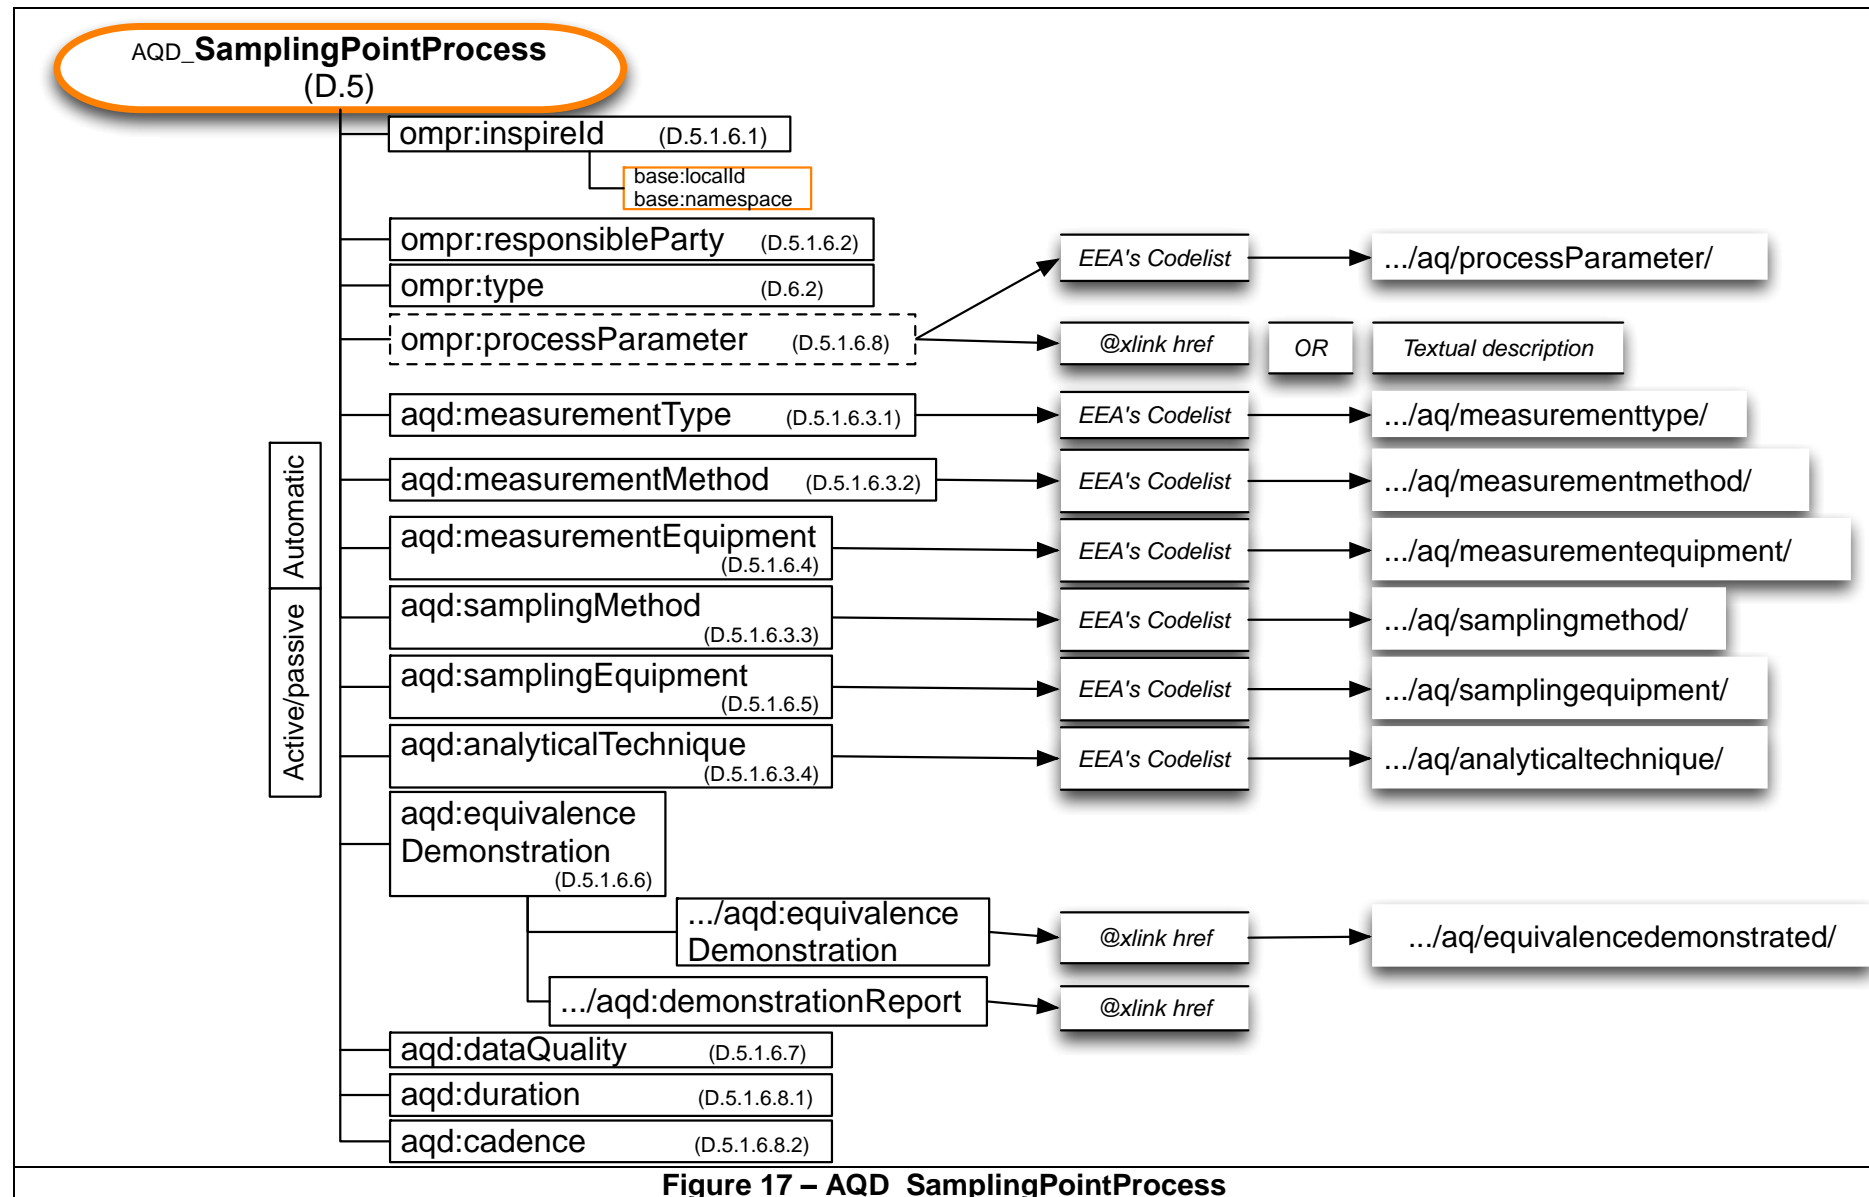 AQD_SamplingPointProcess
(D.5)
ompr:inspireId (D.5.1.6.1)
base:localId
base:namespace
ompr:responsibleParty (D.5.1.6.2)
EEA's Codelist
.../aq/processParameter/
ompr:type (D.6.2)
ompr:processParameter (D.5.1.6.8)
@xlink href
OR
Textual description
aqd:measurementType (D.5.1.6.3.1)
EEA's Codelist
.../aq/measurementtype/
Automatic
aqd:measurementMethod (D.5.1.6.3.2)
EEA's Codelist
.../aq/measurementmethod/
aqd:measurementEquipment
(D.5.1.6.4)
EEA's Codelist
.../aq/measurementequipment/
Active/passive
aqd:samplingMethod
(D.5.1.6.3.3)
EEA's Codelist
.../aq/samplingmethod/
aqd:samplingEquipment
(D.5.1.6.5)
EEA's Codelist
.../aq/samplingequipment/
aqd:analyticalTechnique
(D.5.1.6.3.4)
EEA's Codelist
.../aq/analyticaltechnique/
aqd:equivalence
Demonstration
(D.5.1.6.6)
.../aqd:equivalence
Demonstration
@xlink href
.../aq/equivalencedemonstrated/
.../aqd:demonstrationReport
@xlink href
aqd:dataQuality (D.5.1.6.7)
aqd:duration (D.5.1.6.8.1)
aqd:cadence (D.5.1.6.8.2)
Figure 17 – AQD_SamplingPointProcess